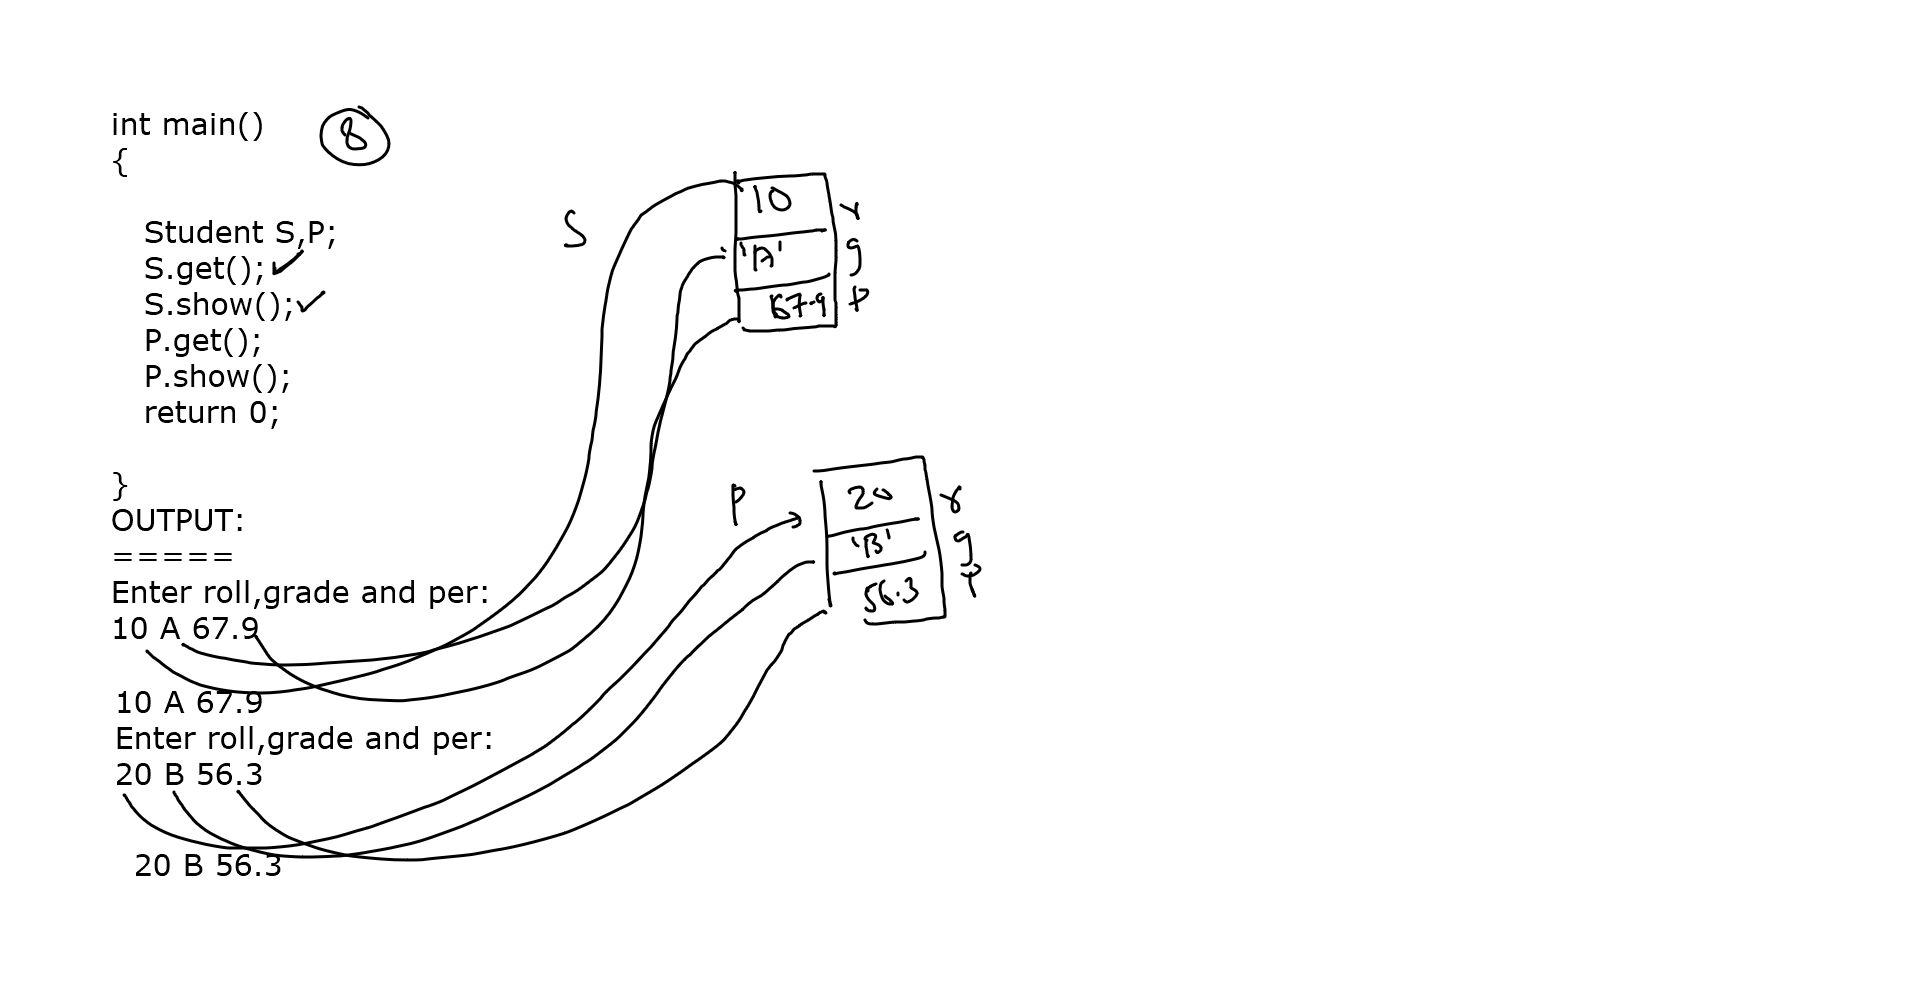 int main()
8
{
Student S,P;
S.get();
S.show();
P.get();
P.show();
return 0;
}
OUTPUT:
=====
Enter roll,grade and per:
10 A 67.9
10 A 67.9
Enter roll,grade and per:
20 B 56.3
20 B 56.3
S
10 r
'A' g
67.9 p
P
20 r
'B' g
56.3 p